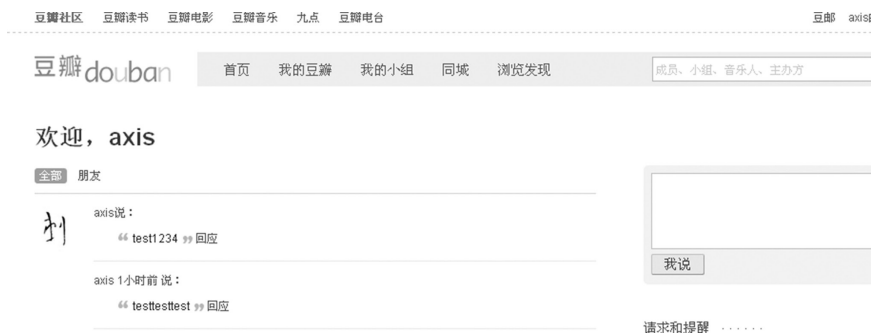 豆瓣社区 豆瓣读书 豆瓣电影 豆瓣音乐 九点 豆瓣电台 豆邮 axis
豆瓣douban 首页 我的豆瓣 我的小组 同城 浏览发现 成员、小组、音乐人、主办方
欢迎，axis
全部 朋友
axis说：
“ test1234 ” 回应
我说
axis 1小时前 说：
“ testtesttest ” 回应
请求和提醒 · · · · · ·